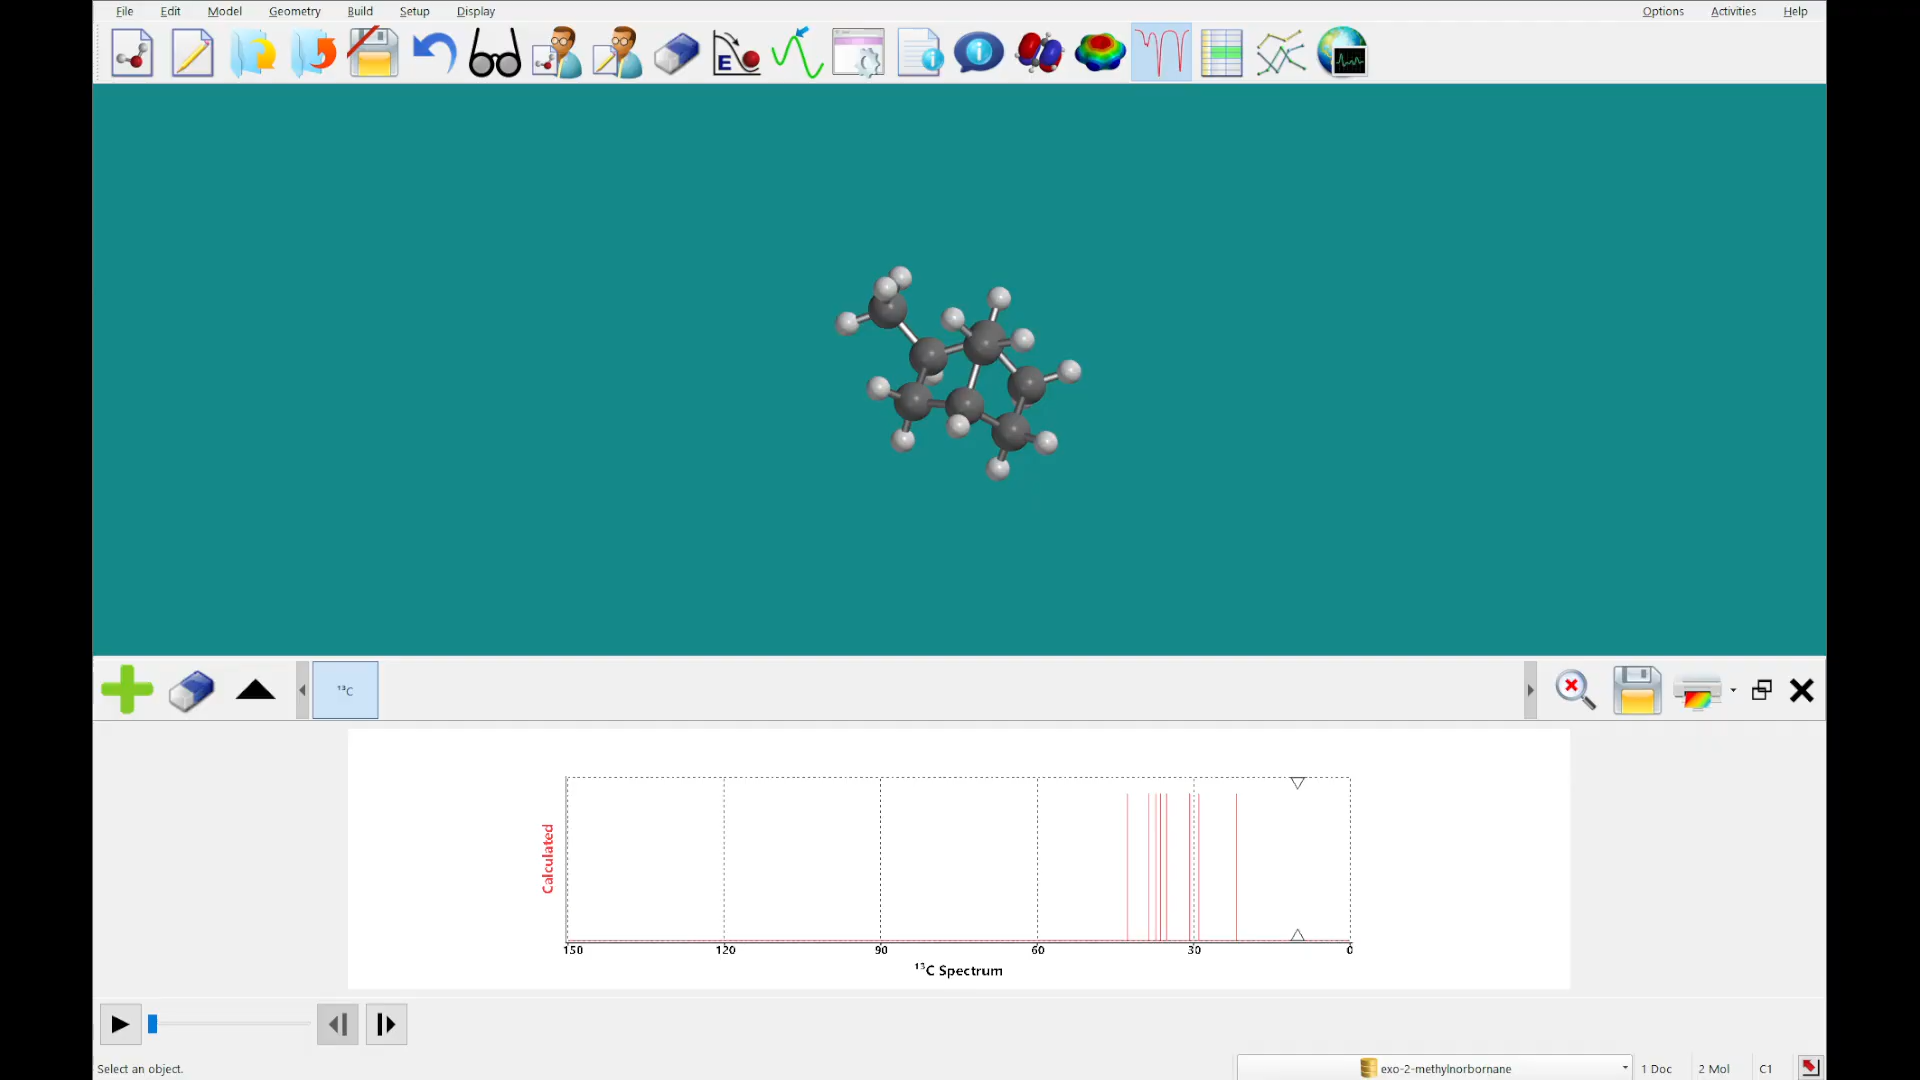 File Edit Model Geometry Build Setup Display Options Activities Help
E
¹³C
Calculated
150 120 90 60 30 0
¹³C Spectrum
Select an object. exo-2-methylnorbornane 1 Doc 2 Mol C1